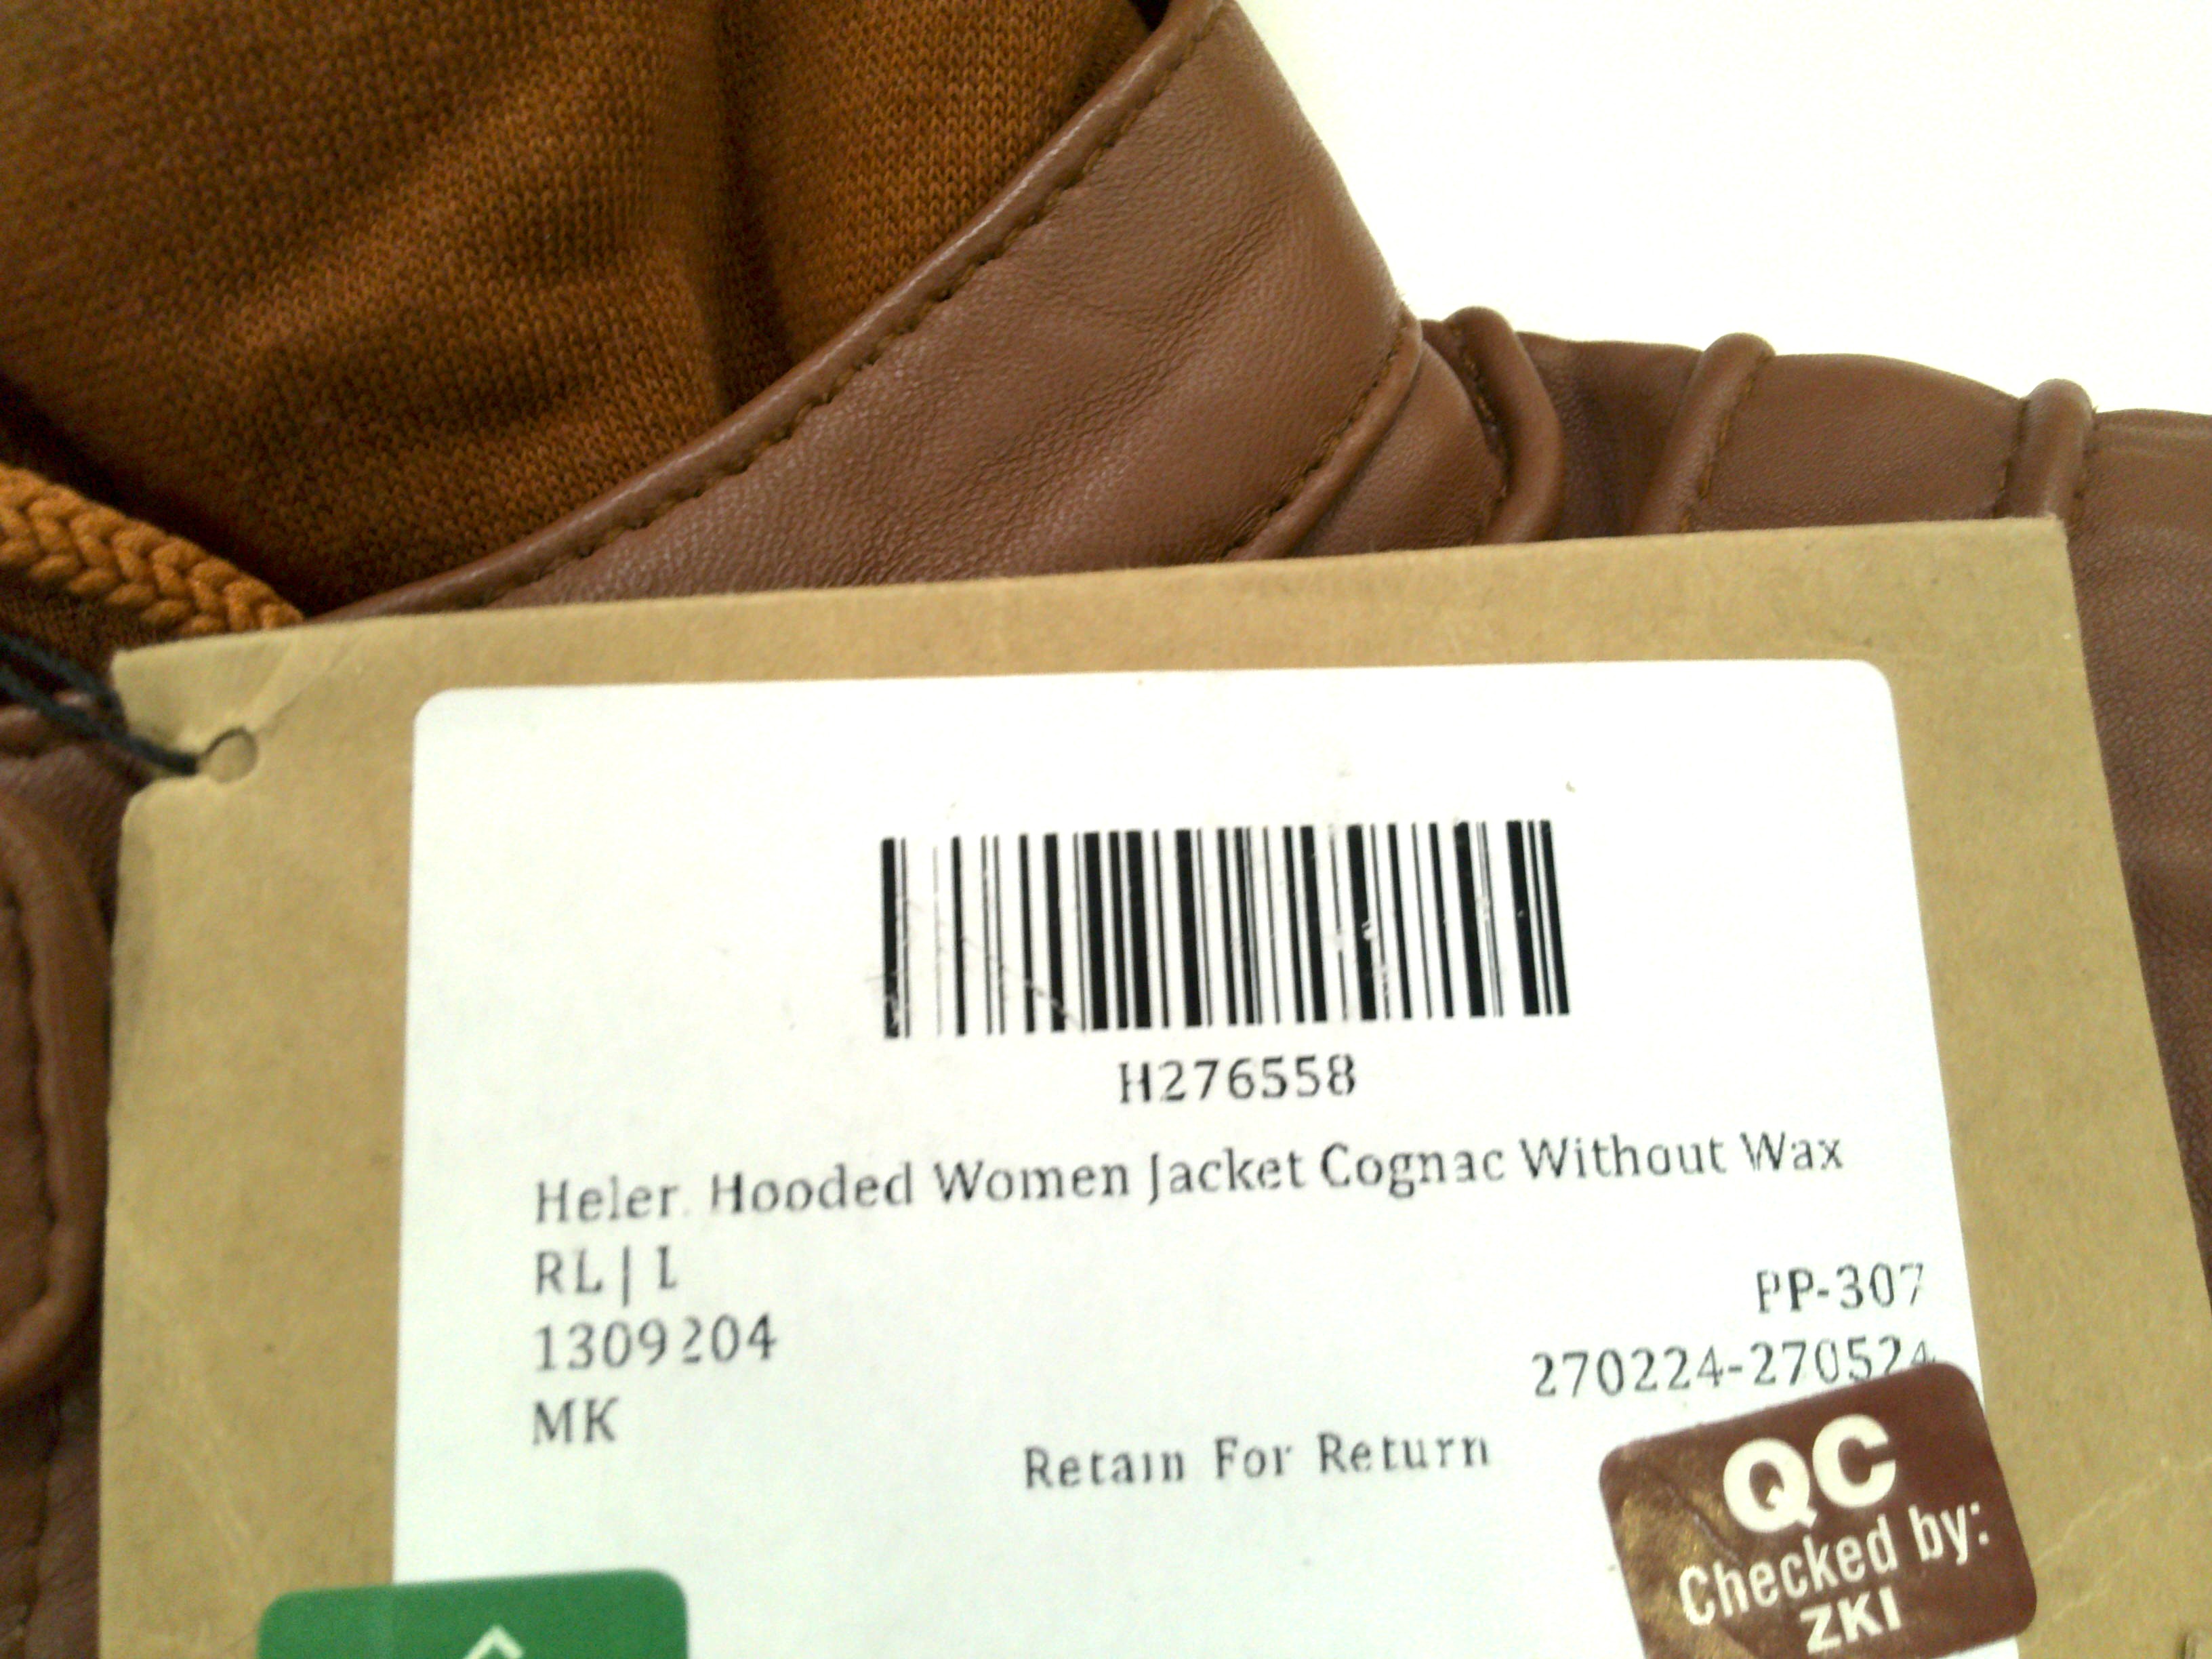 H276558
Heler. Hooded Women Jacket Cognac Without Wax
RL | L
PP-307
1309204
270224-270524
MK
Retain For Return
QC
Checked by:
ZKI